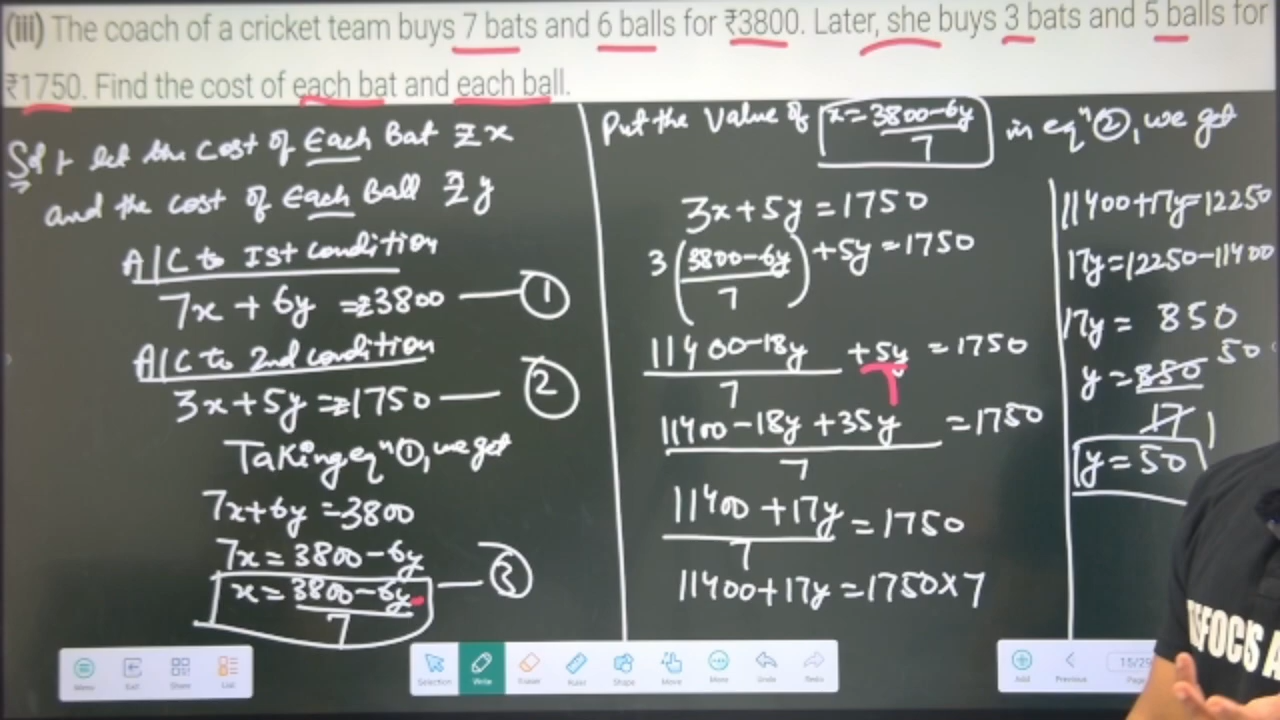 (iii) The coach of a cricket team buys 7 bats and 6 balls for ₹3800. Later, she buys 3 bats and 5 balls for
₹1750. Find the cost of each bat and each ball.
Sol let the cost of Each Bat = x
and the cost of Each Ball = y
A/C to Ist condition
7x + 6y = 3800 — ①
A/C to 2nd condition
3x + 5y = 1750 — ②
Taking eqⁿ ①, we get
7x + 6y = 3800
7x = 3800 - 6y
x = 3800 - 6y — ③
7
Put the value of x = 3800 - 6y in eqⁿ ②, we get
7
3x + 5y = 1750
3 (3800 - 6y) + 5y = 1750
7
11400 - 18y + 5y = 1750
7
11400 - 18y + 35y = 1750
7
11400 + 17y = 1750
7
11400 + 17y = 1750 × 7
11400 + 17y = 12250
17y = 12250 - 11400
17y = 850
y = 850 50
17 1
y = 50
Menu
Exit
Share
List
Selection
Write
Eraser
Ruler
Shape
Move
More
Undo
Redo
Add
Previous
15/29
Page